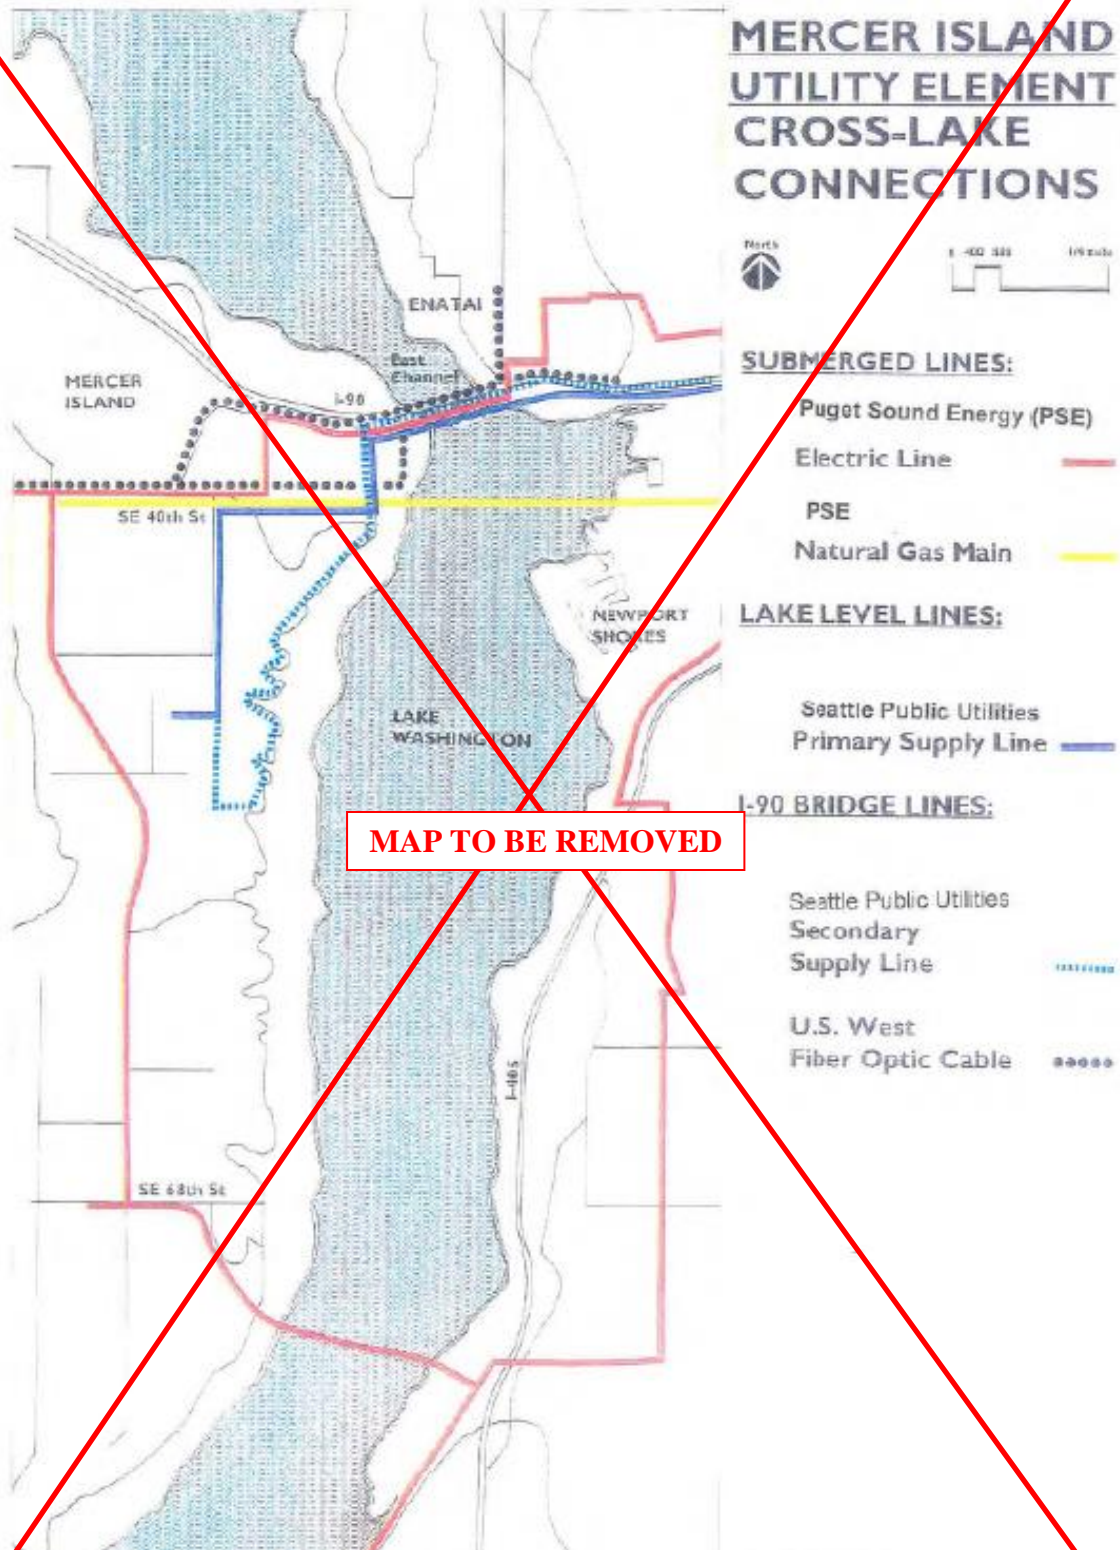 MERCER ISLAND
UTILITY ELEMENT
CROSS-LAKE
CONNECTIONS
North
ENATAI
East
Channel
MERCER
ISLAND
I-90
SE 40th St
NEWPORT
SHORES
LAKE
WASHINGTON
MAP TO BE REMOVED
I-405
SE 68th St
SUBMERGED LINES:
Puget Sound Energy (PSE)
Electric Line
PSE
Natural Gas Main
LAKE LEVEL LINES:
Seattle Public Utilities
Primary Supply Line
I-90 BRIDGE LINES:
Seattle Public Utilities
Secondary
Supply Line
U.S. West
Fiber Optic Cable